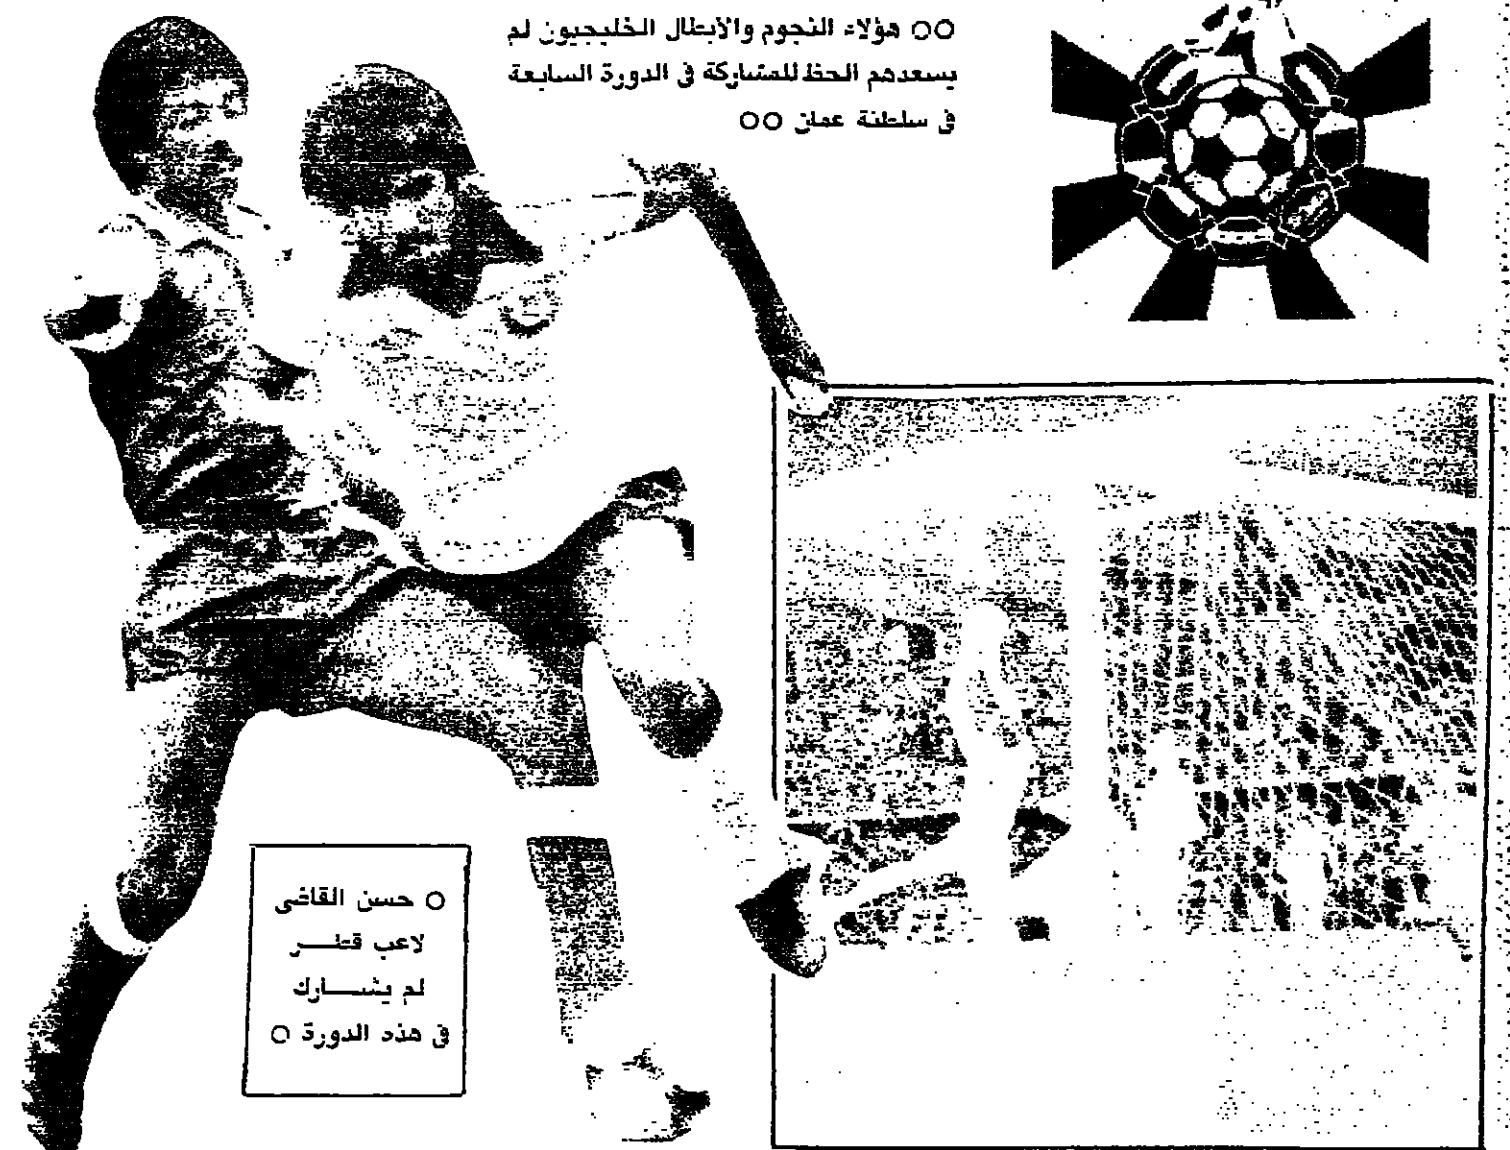 ○○ هؤلاء النجوم والأبطال الخليجيون لم
يسعدهم الحظ للمشاركة في الدورة السابعة
في سلطنة عمان ○○
○ حسن القاضي
لاعب قطـــر
لم يشـــارك
في هذه الدورة ○